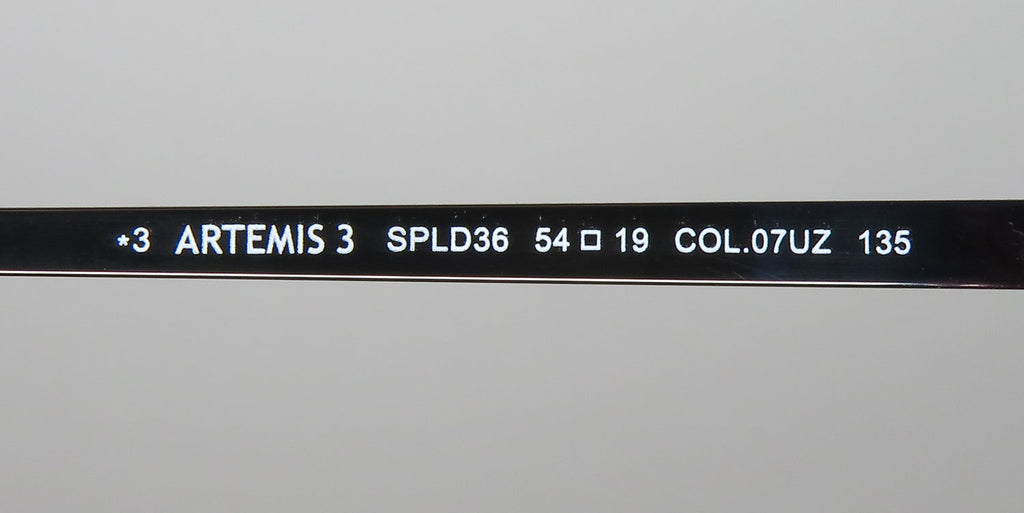 *3 ARTEMIS 3 SPLD36 54 □ 19 COL.07UZ 135